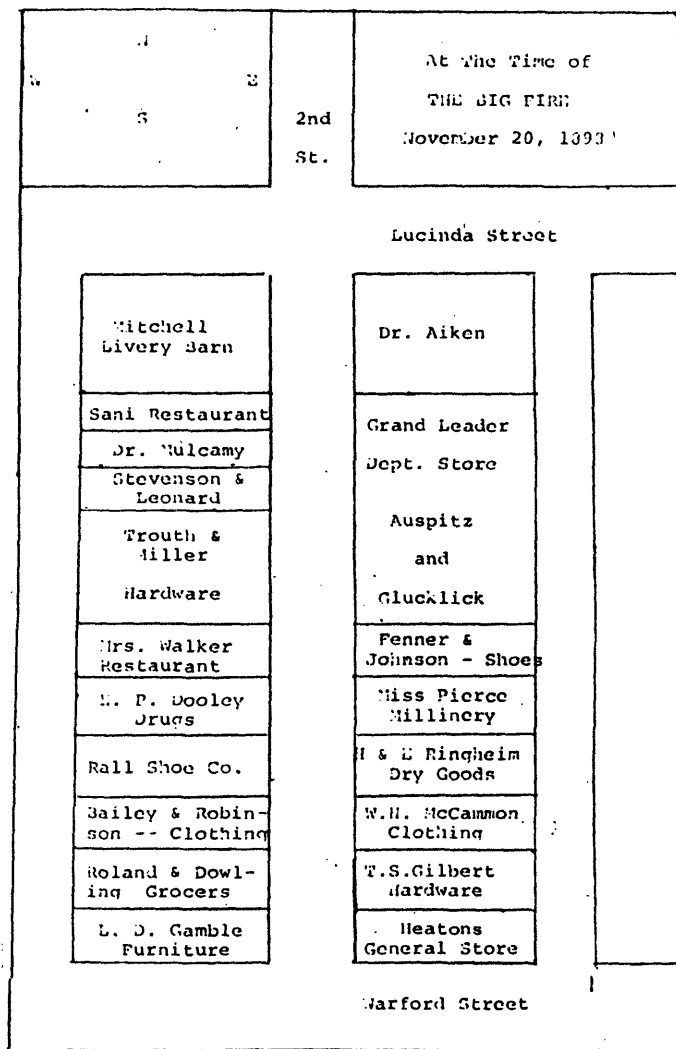 N
W E
S
2nd
St.
At The Time of
THE BIG FIRE
November 20, 1893
Lucinda Street
Mitchell
Livery Barn
Sani Restaurant
Dr. Mulcamy
Stevenson &
Leonard
Trouth &
Miller
Hardware
Mrs. Walker
Restaurant
P. Dooley
Drugs
Rall Shoe Co.
Bailey & Robin-
son -- Clothing
Roland & Dowl-
ing Grocers
L. D. Gamble
Furniture
Dr. Aiken
Grand Leader
Dept. Store
Auspitz
and
Glucklick
Fenner &
Johnson - Shoes
Miss Pierce
Millinery
& E Ringheim
Dry Goods
W.H. McCammon
Clothing
T.S.Gilbert
Hardware
Heatons
General Store
Warford Street